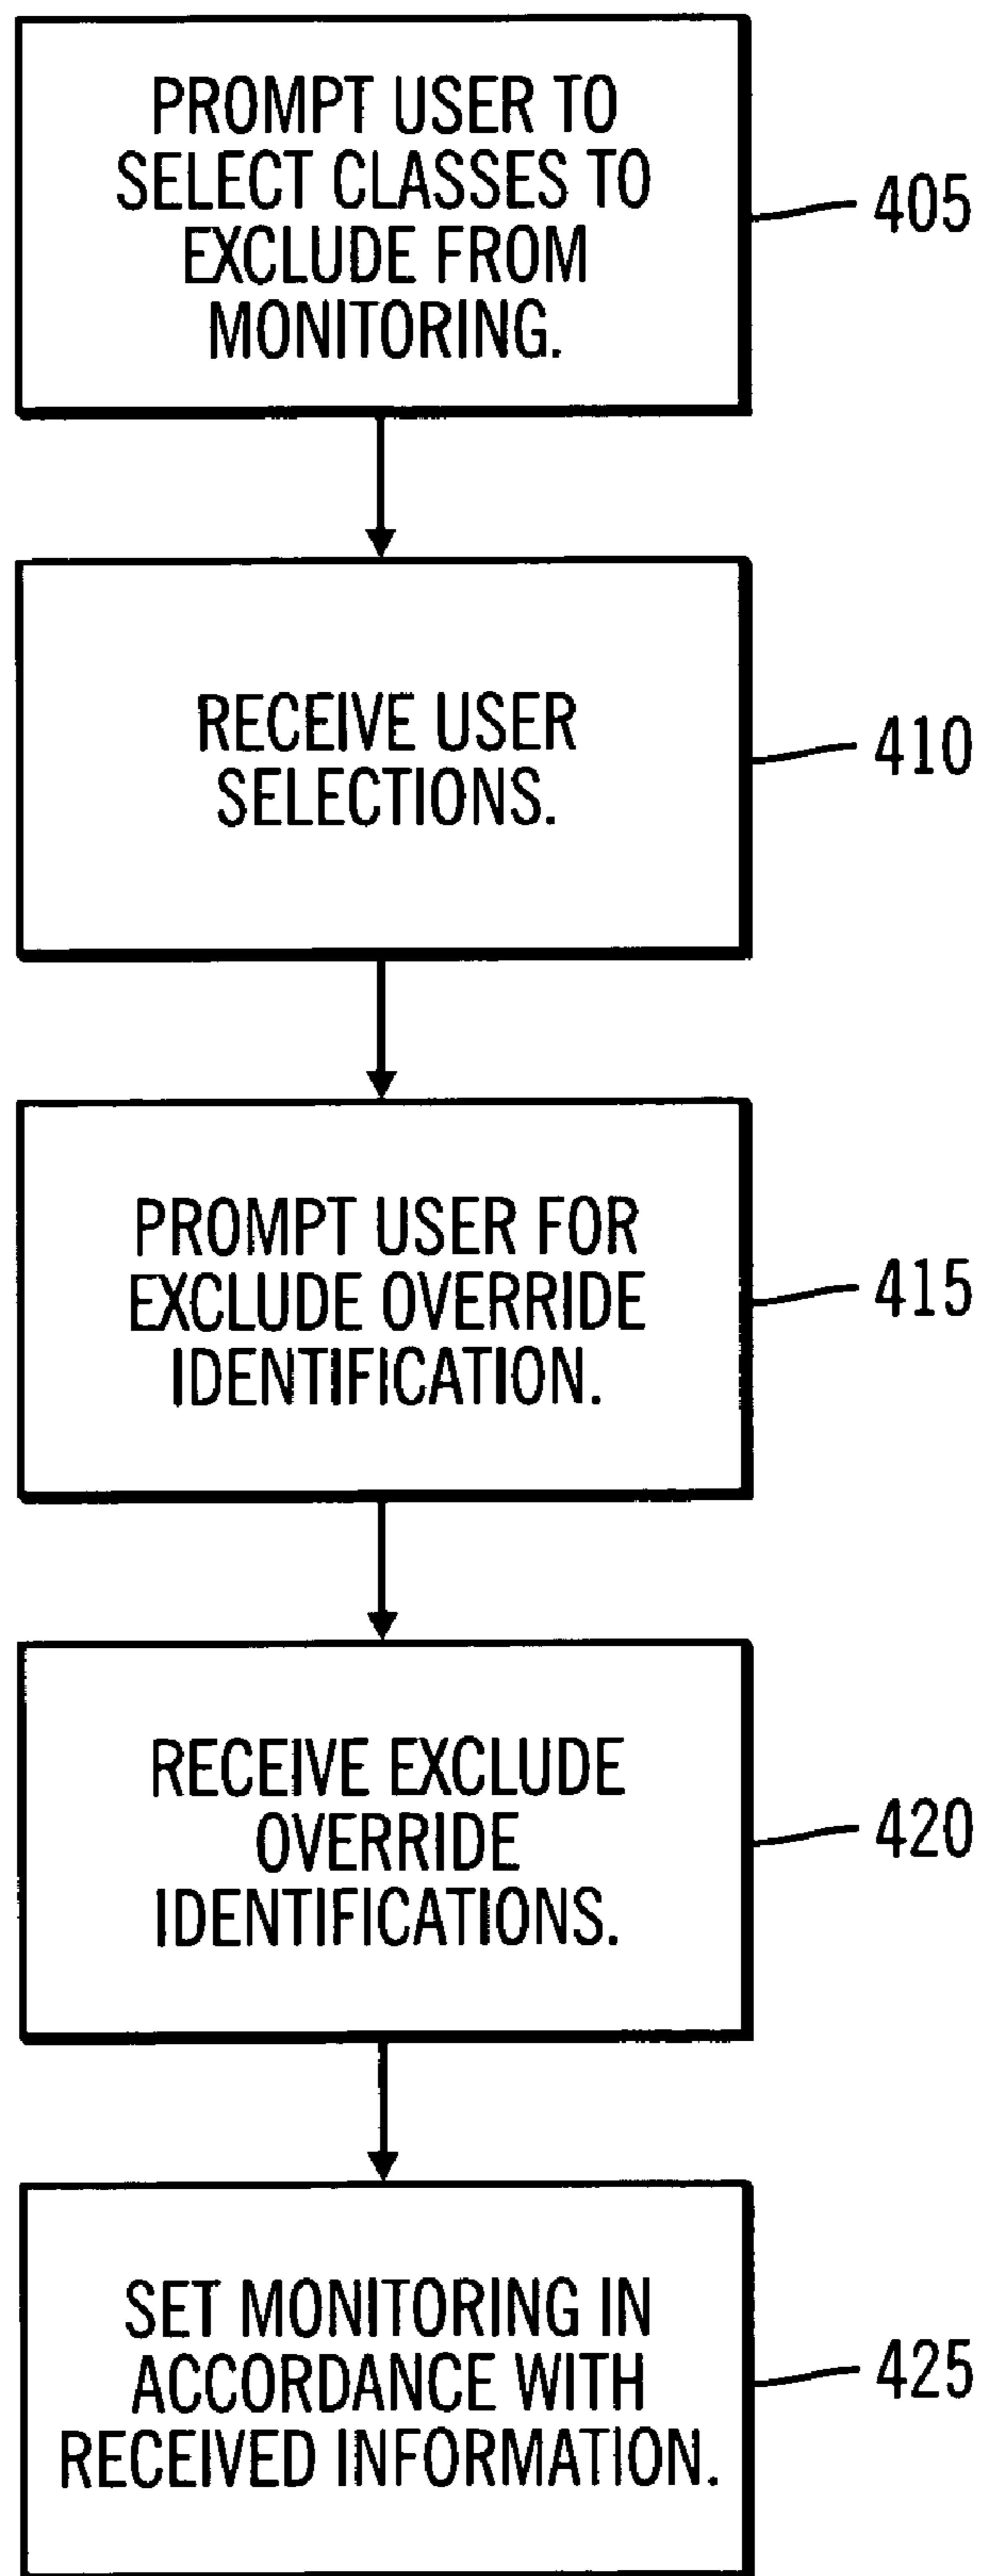 PROMPT USER TO
SELECT CLASSES TO
EXCLUDE FROM
MONITORING.
405
RECEIVE USER
SELECTIONS.
410
PROMPT USER FOR
EXCLUDE OVERRIDE
IDENTIFICATION.
415
RECEIVE EXCLUDE
OVERRIDE
IDENTIFICATIONS.
420
SET MONITORING IN
ACCORDANCE WITH
RECEIVED INFORMATION.
425